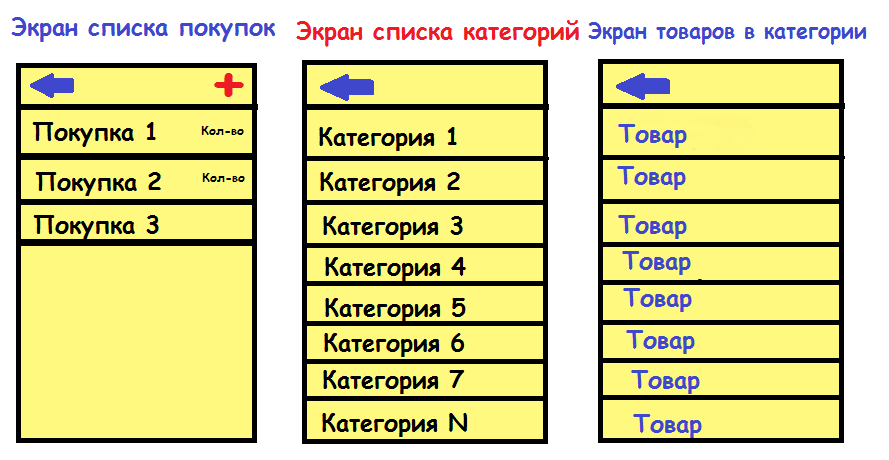 Экран списка покупок
Экран списка категорий
Экран товаров в категории
Покупка 1 Кол-во
Покупка 2 Кол-во
Покупка 3
Категория 1
Категория 2
Категория 3
Категория 4
Категория 5
Категория 6
Категория 7
Категория N
Товар
Товар
Товар
Товар
Товар
Товар
Товар
Товар